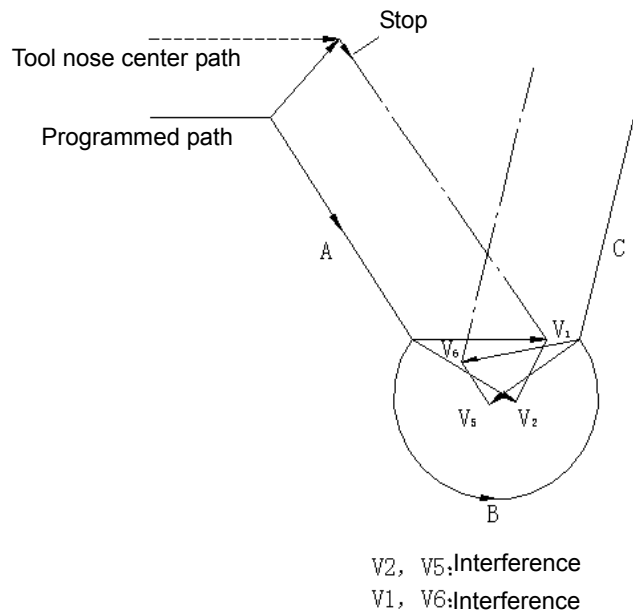 Stop
Tool nose center path
Programmed path
A
C
V₁
V₆
V₅
V₂
B
V2, V5:Interference
V1, V6:Interference